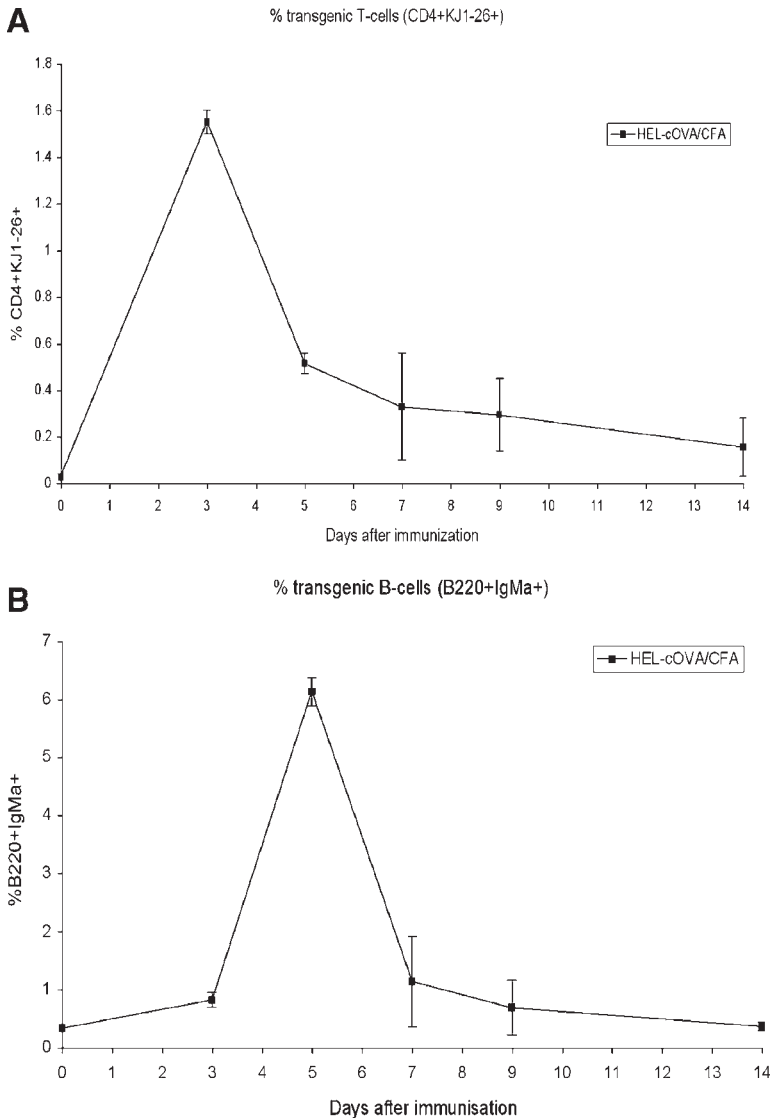 A
% transgenic T-cells (CD4+KJ1-26+)
1.8
1.6
1.4
1.2
1
0.8
0.6
0.4
0.2
0
% CD4+KJ1-26+
HEL-cOVA/CFA
0 1 2 3 4 5 6 7 8 9 10 11 12 13 14
Days after immunization
B
% transgenic B-cells (B220+IgMa+)
7
6
5
4
3
2
1
0
%B220+IgMa+
HEL-cOVA/CFA
0 1 2 3 4 5 6 7 8 9 10 11 12 13 14
Days after immunisation